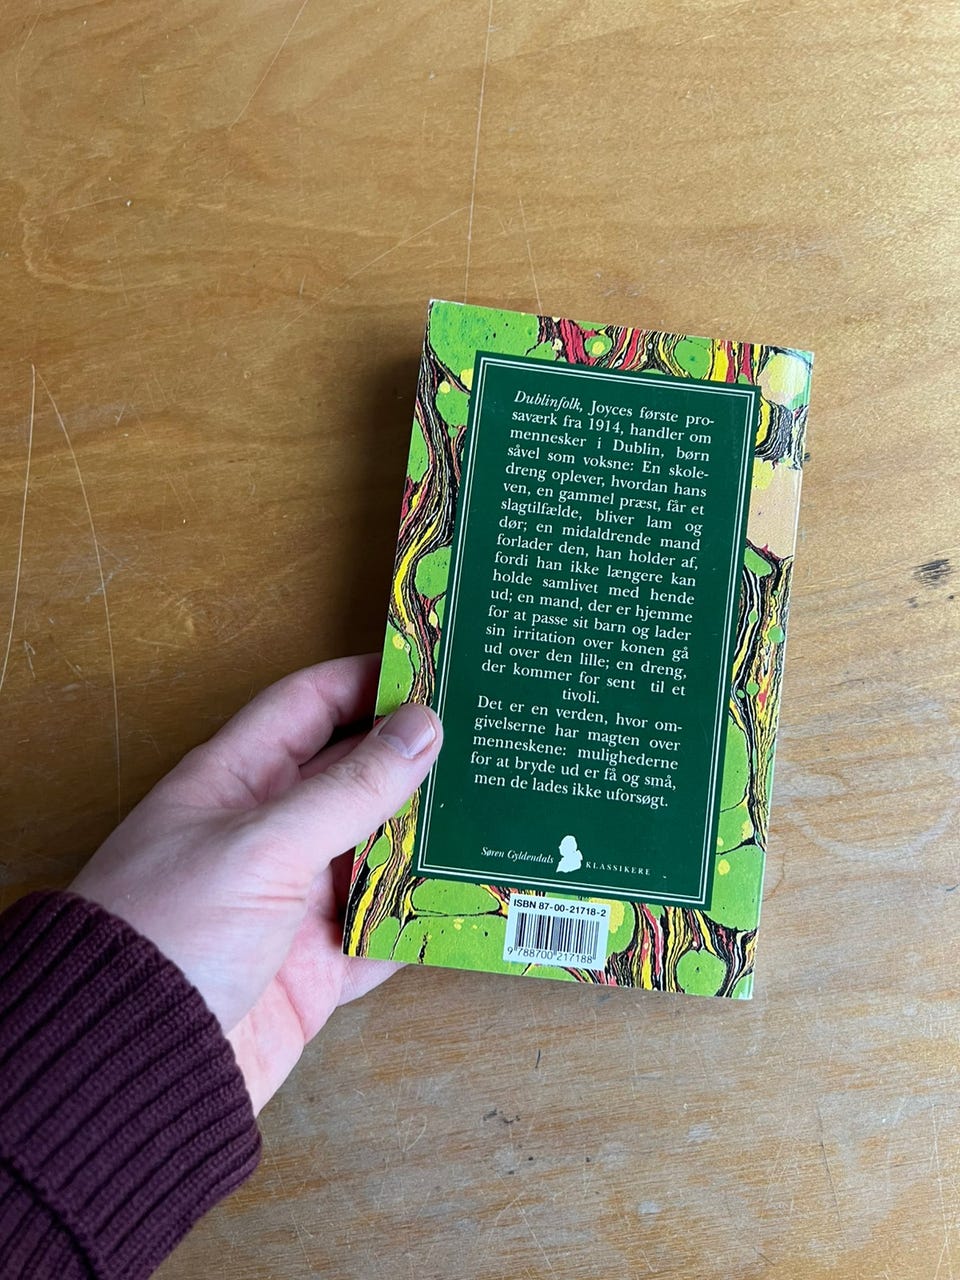 Dublinfolk, Joyces første pro-
saværk fra 1914, handler om
mennesker i Dublin, børn
såvel som voksne: En skole-
dreng oplever, hvordan hans
ven, en gammel præst, får et
slagtilfælde, bliver lam og
dør; en midaldrende mand
forlader den, han holder af,
fordi han ikke længere kan
holde samlivet med hende
ud; en mand, der er hjemme
for at passe sit barn og lader
sin irritation over konen gå
ud over den lille; en dreng,
der kommer for sent til et
tivoli.
Det er en verden, hvor om-
givelserne har magten over
menneskene: mulighederne
for at bryde ud er få og små,
men de lades ikke uforsøgt.
Søren Gyldendals KLASSIKERE
ISBN 87-00-21718-2
9 788700 217188